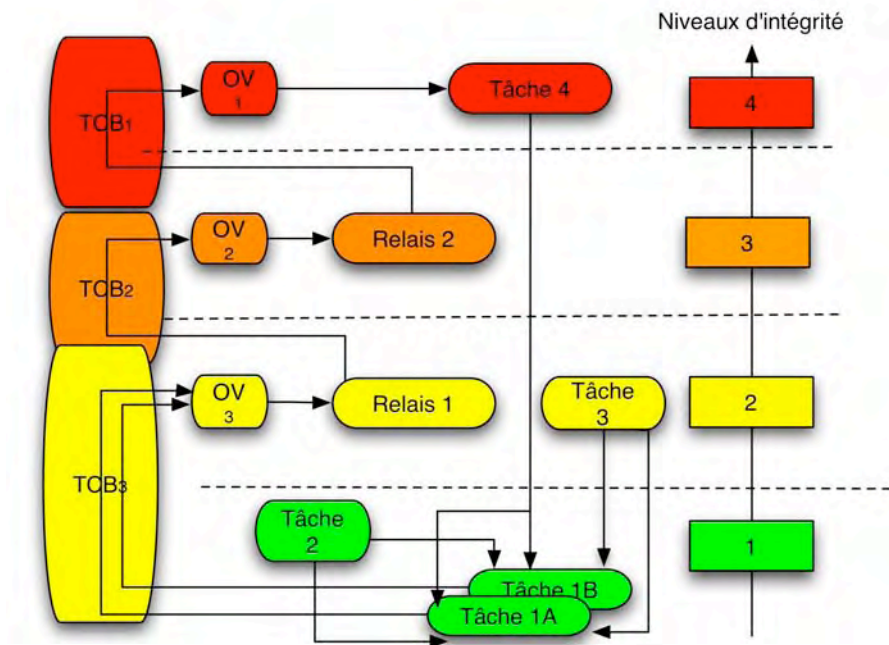 Niveaux d'intégrité
OV
1
Tâche 4
4
TCB1
OV
2
Relais 2
3
TCB2
OV
3
Relais 1
Tâche
3
2
TCB3
Tâche
2
1
Tâche 1B
Tâche 1A